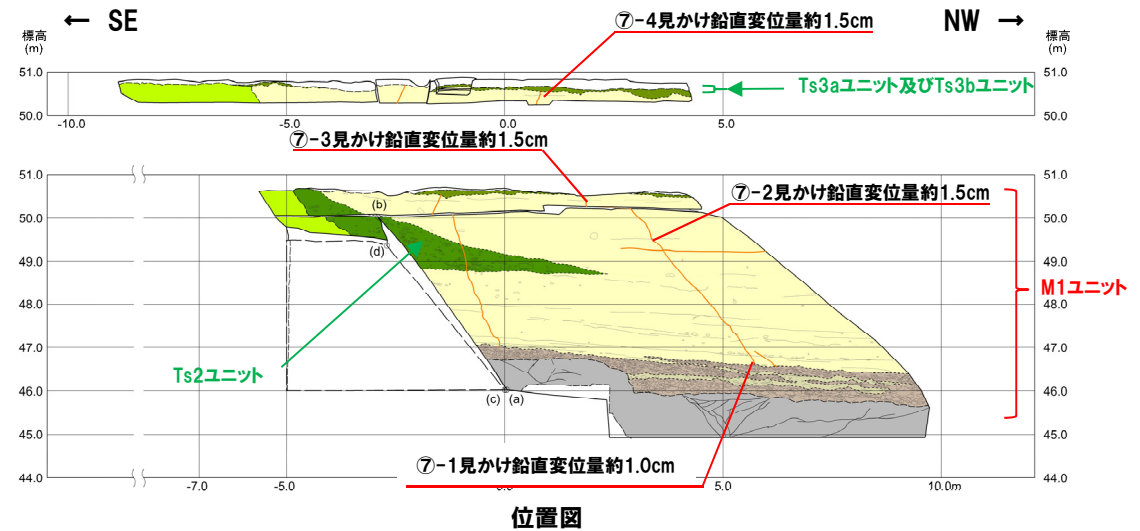 ← SE
⑦-4見かけ鉛直変位量約1.5cm
NW →
標高
(m)
標高
(m)
51.0
51.0
Ts3aユニット及びTs3bユニット
50.0
50.0
-10.0
-5.0
0.0
5.0
⑦-3見かけ鉛直変位量約1.5cm
51.0
51.0
⑦-2見かけ鉛直変位量約1.5cm
(b)
50.0
50.0
(d)
49.0
49.0
M1ユニット
48.0
48.0
47.0
47.0
Ts2ユニット
46.0
46.0
(c)
(a)
45.0
45.0
⑦-1見かけ鉛直変位量約1.0cm
44.0
44.0
-7.0
-5.0
5.0
10.0m
位置図